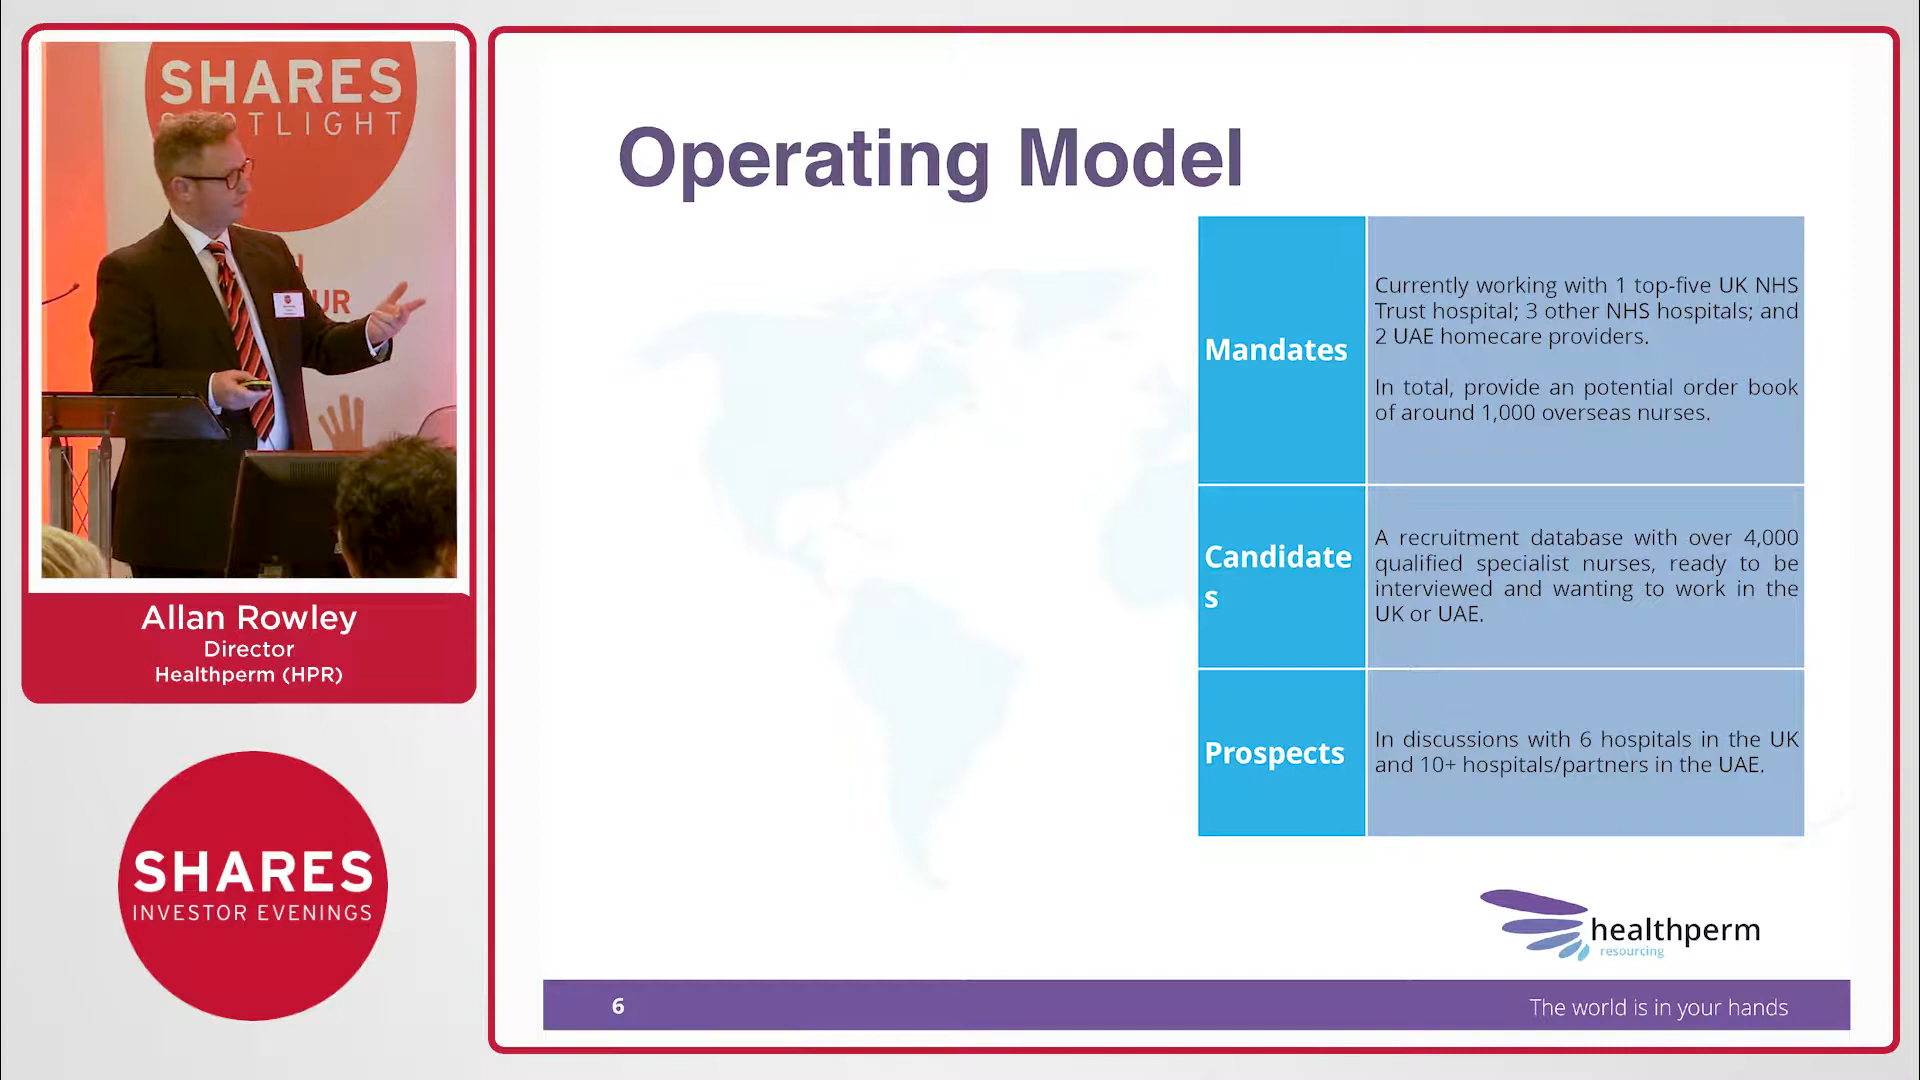 SHARES
SPOTLIGHT
UR
Allan Rowley
Director
Healthperm (HPR)
SHARES
INVESTOR EVENINGS
Operating Model
Mandates
Currently working with 1 top-five UK NHS
Trust hospital; 3 other NHS hospitals; and
2 UAE homecare providers.
In total, provide an potential order book
of around 1,000 overseas nurses.
Candidate
s
A recruitment database with over 4,000
qualified specialist nurses, ready to be
interviewed and wanting to work in the
UK or UAE.
Prospects
In discussions with 6 hospitals in the UK
and 10+ hospitals/partners in the UAE.
healthperm
resourcing
6
The world is in your hands